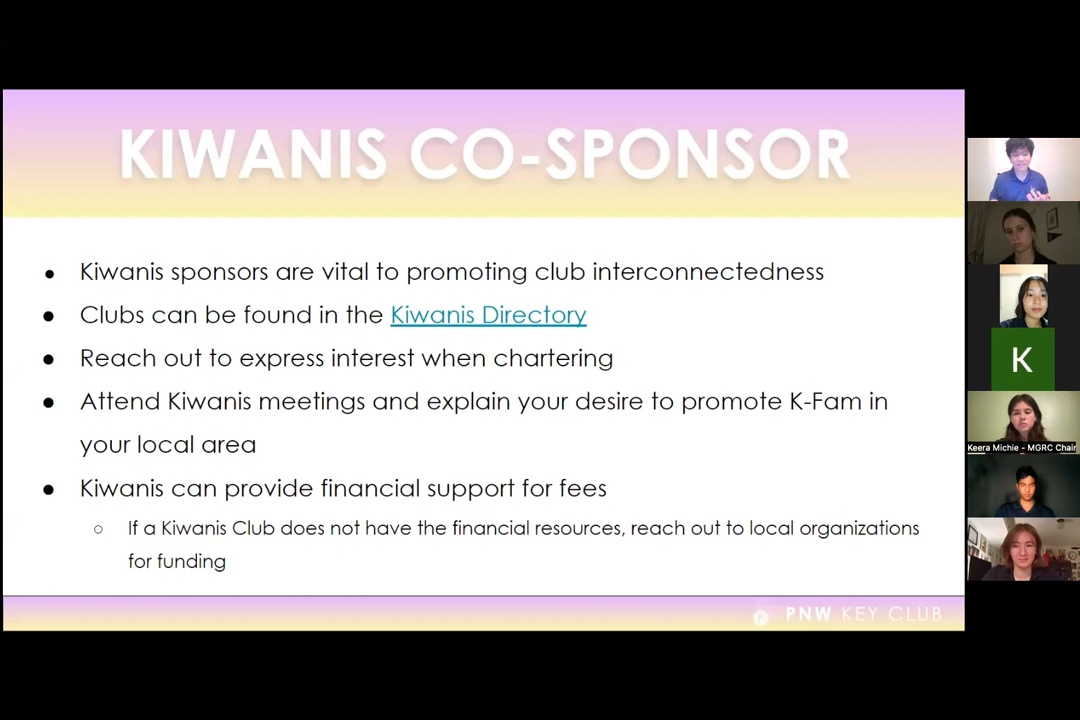 KIWANIS CO-SPONSOR
● Kiwanis sponsors are vital to promoting club interconnectedness
● Clubs can be found in the Kiwanis Directory
● Reach out to express interest when chartering
● Attend Kiwanis meetings and explain your desire to promote K-Fam in
your local area
● Kiwanis can provide financial support for fees
○ If a Kiwanis Club does not have the financial resources, reach out to local organizations
for funding
PNW KEY CLUB
K
Keera Michie - MGRC Chair